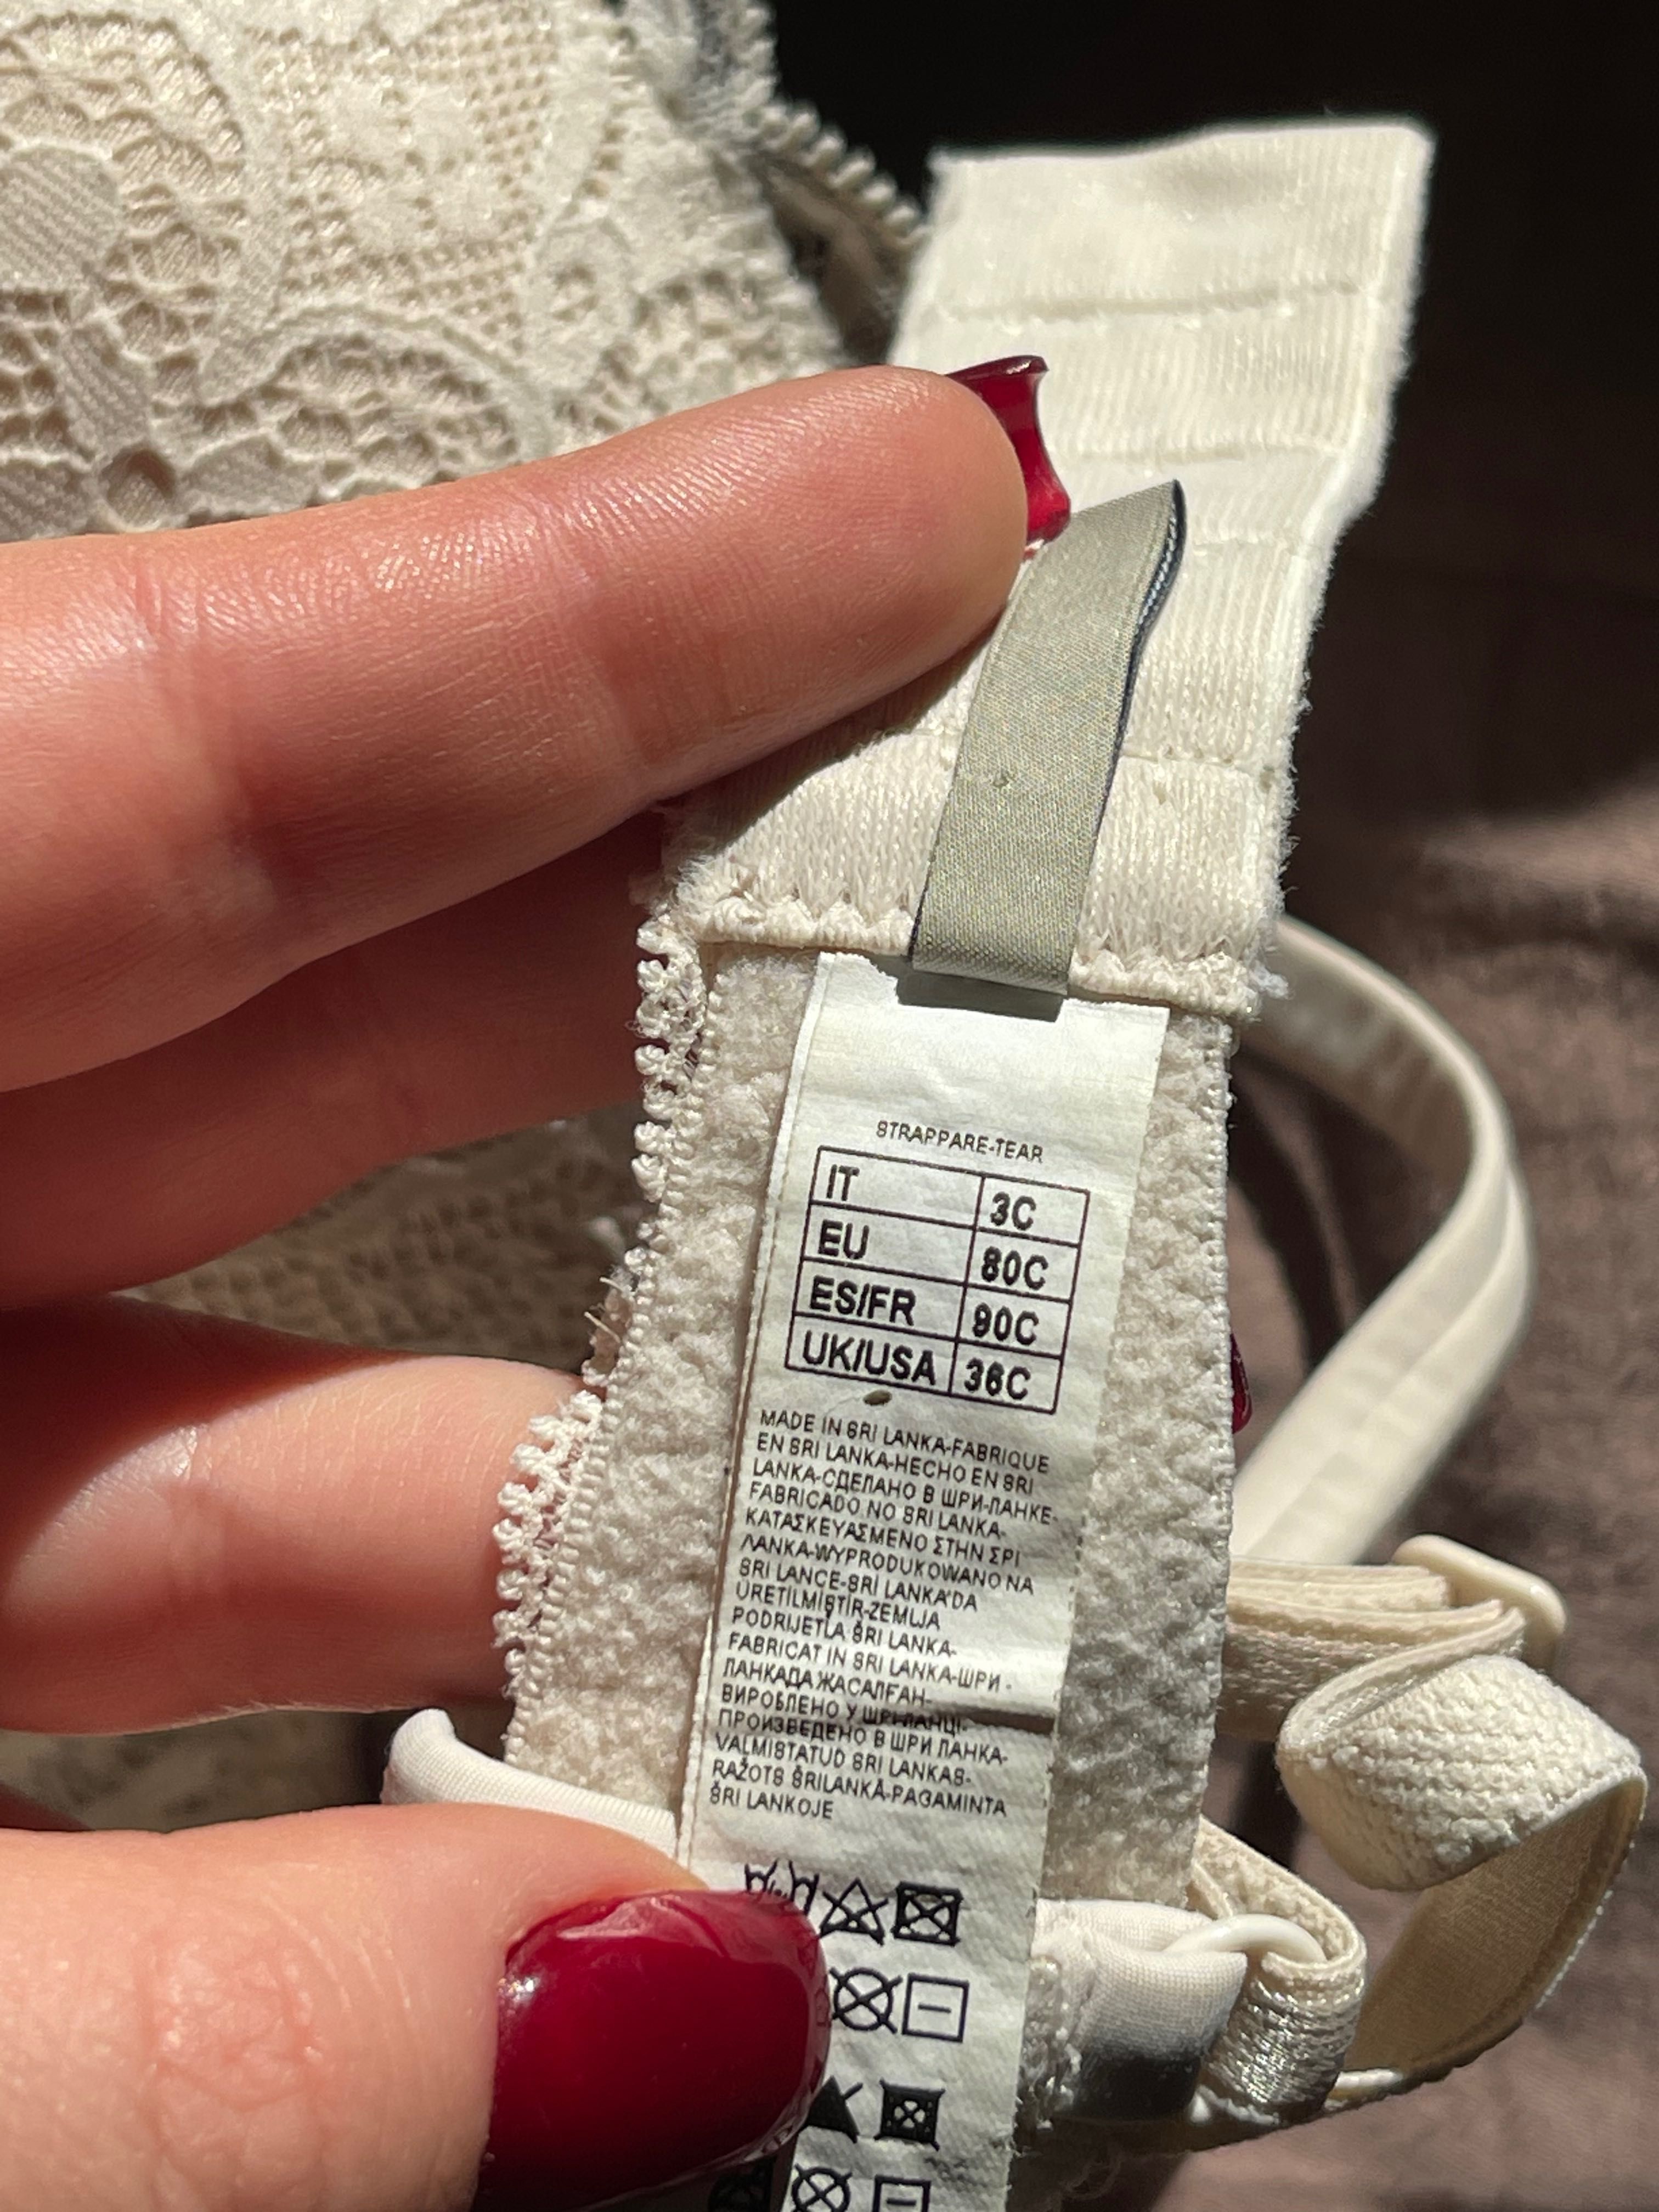 STRAPPARE-TEAR
IT 3C
EU 80C
ES/FR 90C
UK/USA 36C
MADE IN SRI LANKA-FABRIQUE
EN SRI LANKA-HECHO EN SRI
LANKA-СДЕЛАНО В ШРИ-ЛАНКЕ-
FABRICADO NO SRI LANKA-
ΚΑΤΑΣΚΕΥΑΣΜΕΝΟ ΣΤΗΝ ΣΡΙ
ΛΑΝΚΑ-WYPRODUKOWANO NA
SRI LANCE-SRI LANKA'DA
ÜRETILMIŞTIR-ZEMLJA
PODRIJETLA ŠRI LANKA-
FABRICAT IN SRI LANKA-ШРИ -
ЛАНКАДА ЖАСАЛҒАН-
ВИРОБЛЕНО У ШРІ-ЛАНЦІ-
ПРОИЗВЕДЕНО В ШРИ ЛАНКА-
VALMISTATUD SRI LANKAS-
RAŽOTS ŠRILANKĀ-PAGAMINTA
ŠRI LANKOJE